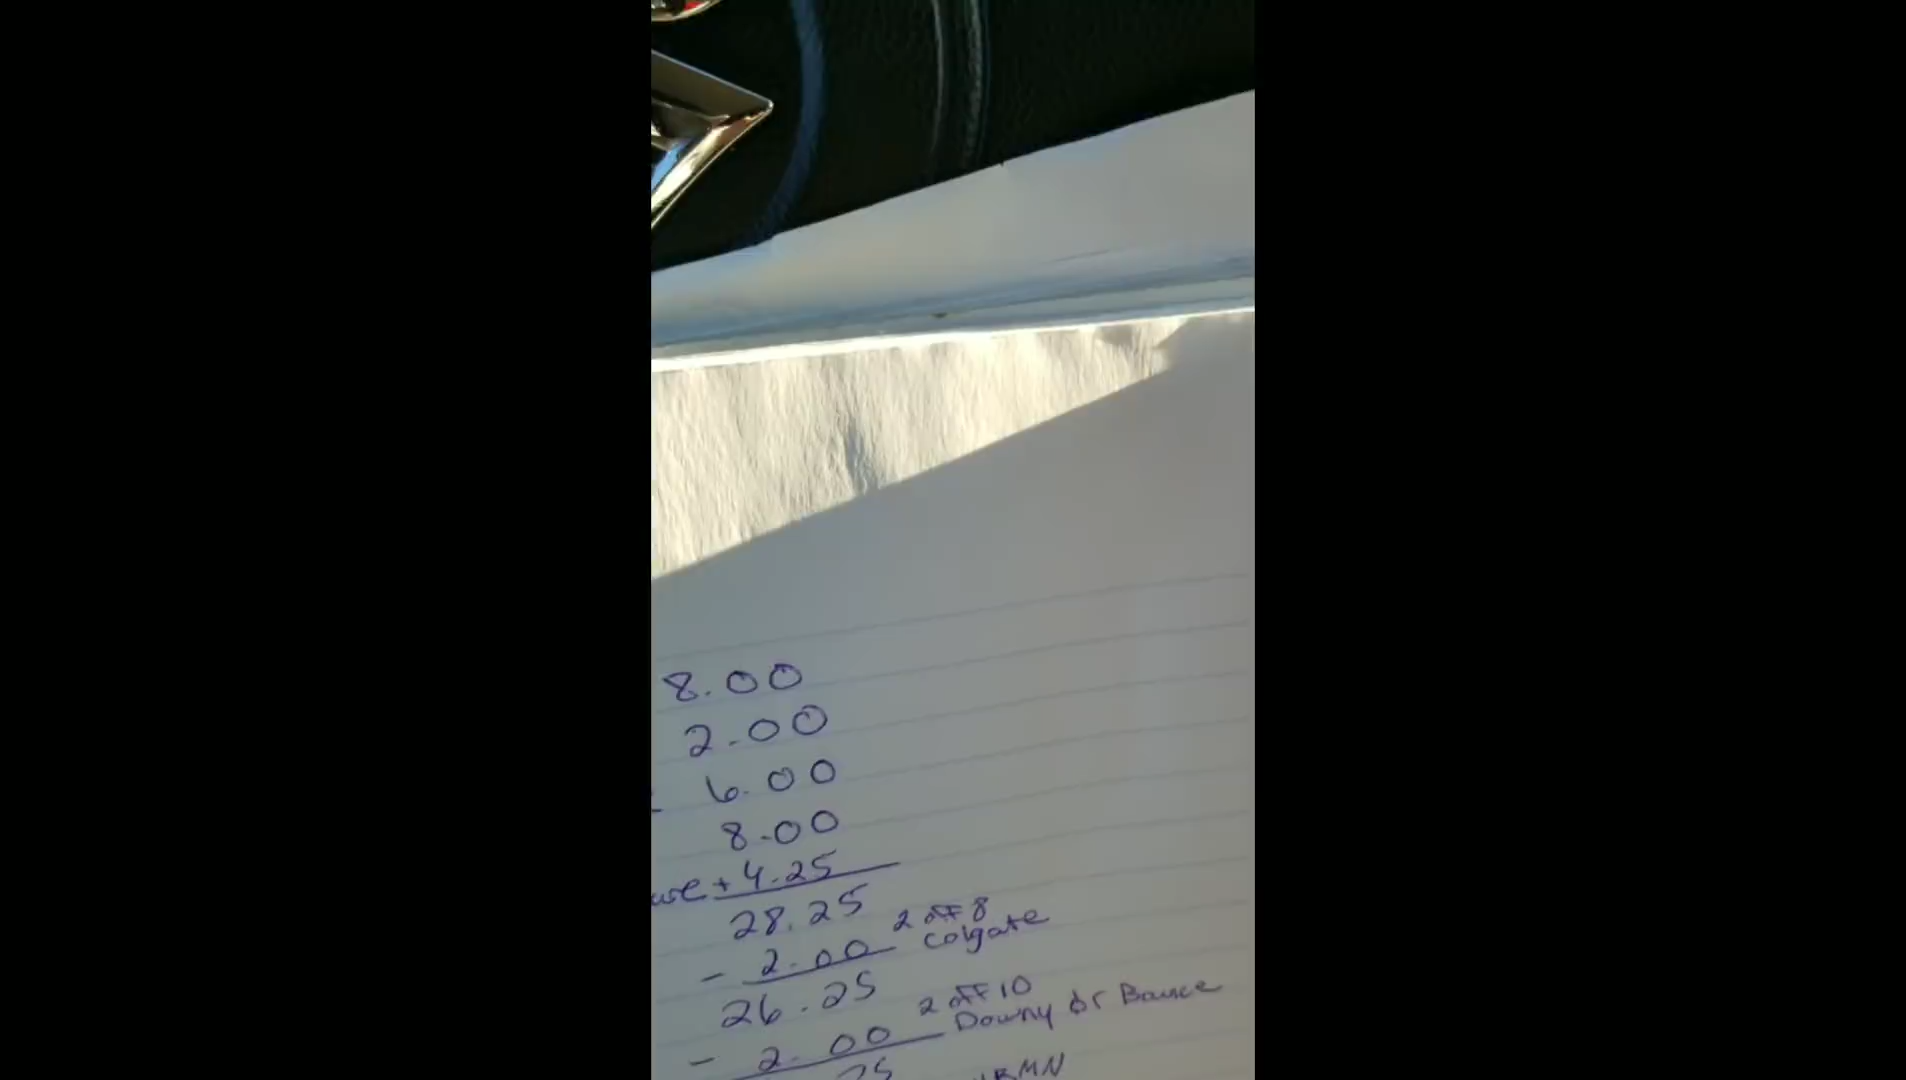 8.00
2.00
6.00
8.00
+ 4.25
28.25
- 2.00 2 off 8
Colgate
26.25
- 2.00 2 off 10
Downy or Bounce
25